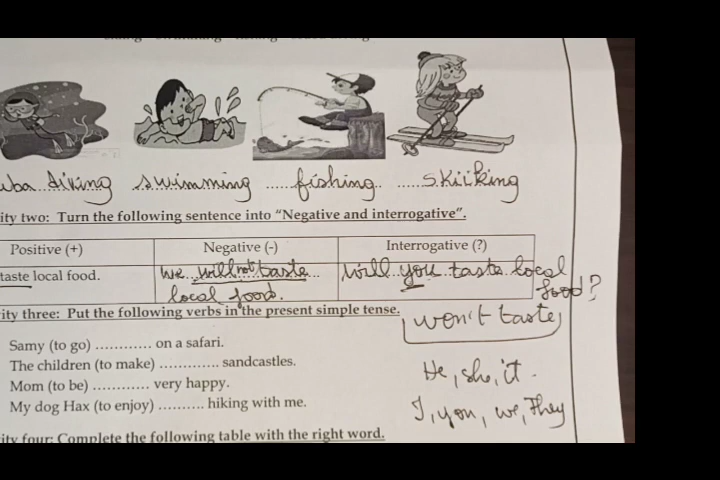 uba diving swimming fishing skiiking
ity two: Turn the following sentence into "Negative and interrogative".
Positive (+) Negative (-) Interrogative (?)
taste local food. we will not taste Will you taste local
local food. food?
ity three: Put the following verbs in the present simple tense. won't taste
Samy (to go) ............ on a safari.
The children (to make) ............. sandcastles. He, she, it.
Mom (to be) ............ very happy.
My dog Hax (to enjoy) .......... hiking with me. I, you, we, They
ity four: Complete the following table with the right word.